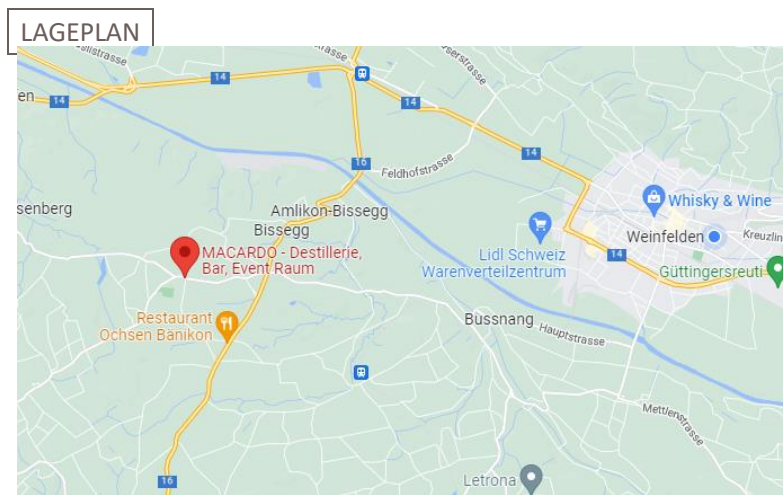 LAGEPLAN
14
14
14
14
16
16
Feldhofstrasse
senberg
Amlikon-Bissegg
Bissegg
MACARDO - Destillerie,
Bar, Event Raum
Restaurant
Ochsen Bänikon
Whisky & Wine
Weinfelden
Kreuzlin
Lidl Schweiz
Warenverteilzentrum
14
Güttingersreuti
Bussnang
Hauptstrasse
Mettlenstrasse
Letrona